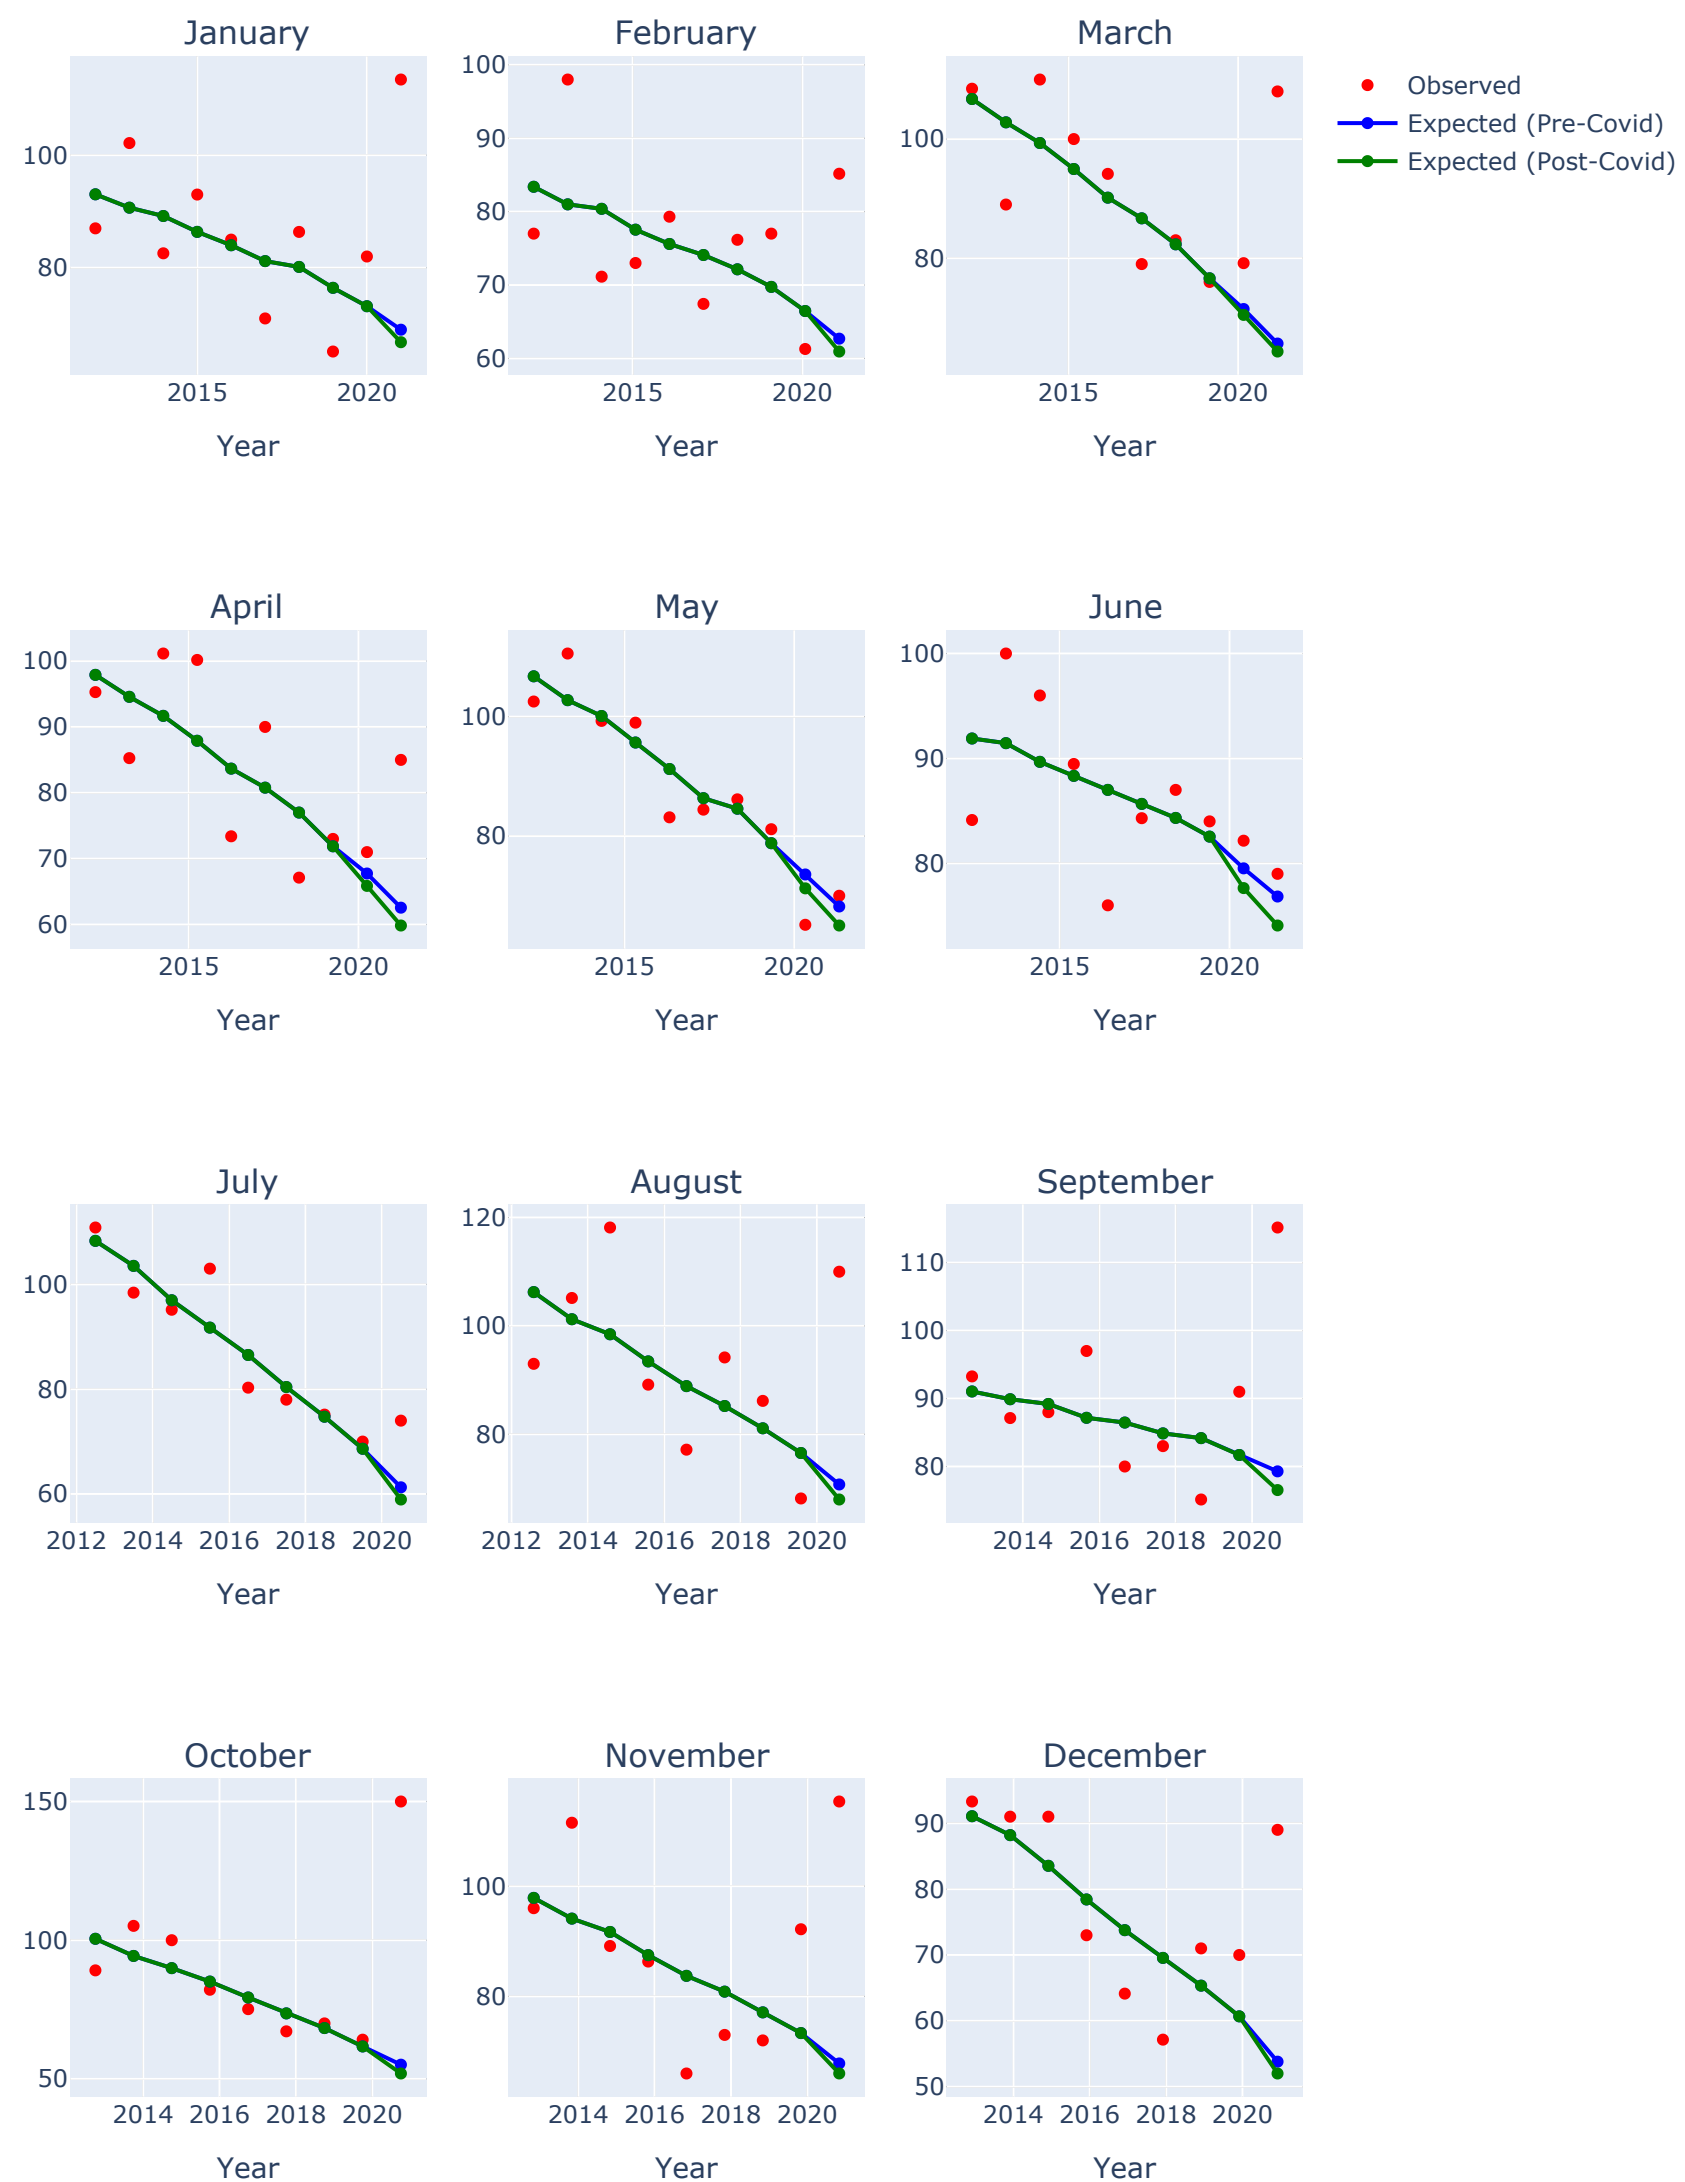 January
February
March
100
80
2015
2020
Year
100
90
80
70
60
2015
2020
Year
100
80
2015
2020
Year
Observed
Expected (Pre-Covid)
Expected (Post-Covid)
April
May
June
100
90
80
70
60
2015
2020
Year
100
80
2015
2020
Year
100
90
80
2015
2020
Year
July
August
September
100
80
60
2012
2014
2016
2018
2020
Year
120
100
80
2012
2014
2016
2018
2020
Year
110
100
90
80
2014
2016
2018
2020
Year
October
November
December
150
100
50
2014
2016
2018
2020
Year
100
80
2014
2016
2018
2020
Year
90
80
70
60
50
2014
2016
2018
2020
Year